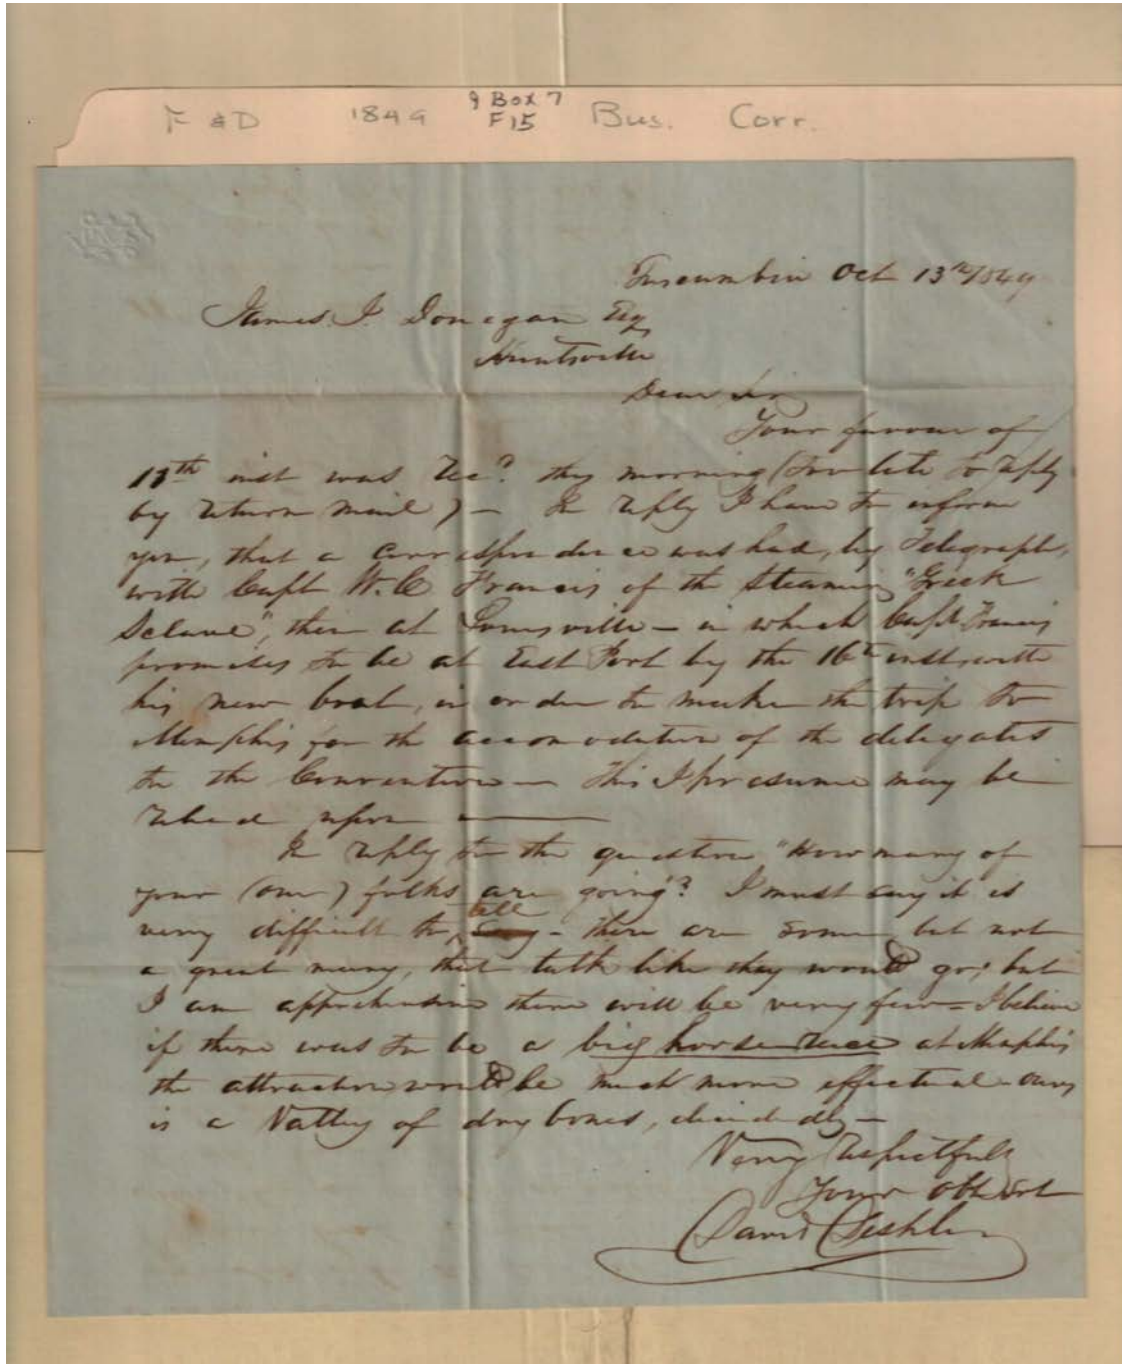 F & D 1849 9 Box 7 F15 Bus. Corr.
Tuscumbia Oct 13th 1849
James J. Donegan Esq
Huntsville
Dear Sir
Your favour of
11th inst was Recd. this morning (too late to reply
by return mail) — In reply I have to inform
you, that a correspondence was had, by Telegraph,
with Capt W. C. Francis of the Steamer "Greek
Sclave", then at Louisville — in which Capt Francis
promises to be at East Port by the 16th inst with
his new boat, in order to make the trip to
Memphis for the accomodation of the delegates
to the Convention — This I presume may be
relied upon —
In reply to the question "How many of
your (our) folks are going"? I must say it is
very difficult to tell — there are some, but not
a great many, that talk like they would go; but
I am apprehensive there will be very few — I believe
if there was to be a big horse race at Memphis
the attraction would be much more effectual — ours
is a Valley of dry bones, decidedly —
Very Respectfully
Your obt Svt
David Deshler